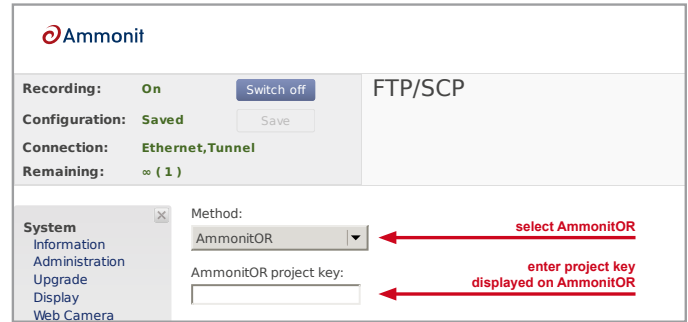 Ammonit
Recording: On Switch off
Configuration: Saved Save
Connection: Ethernet,Tunnel
Remaining: ∞ ( 1 )
FTP/SCP
System
Information
Administration
Upgrade
Display
Web Camera
Method:
AmmonitOR
select AmmonitOR
AmmonitOR project key:
enter project key
displayed on AmmonitOR